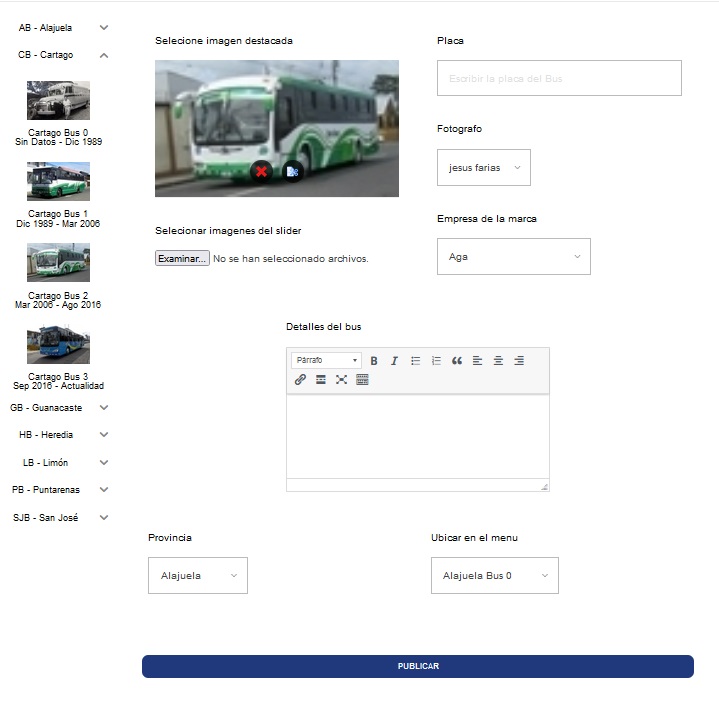 AB - Alajuela
CB - Cartago
Cartago Bus 0
Sin Datos - Dic 1989
Cartago Bus 1
Dic 1989 - Mar 2006
Cartago Bus 2
Mar 2006 - Ago 2016
Cartago Bus 3
Sep 2016 - Actualidad
GB - Guanacaste
HB - Heredia
LB - Limón
PB - Puntarenas
SJB - San José
Selecione imagen destacada
Selecionar imagenes del slider
Examinar... No se han seleccionado archivos.
Placa
Escribir la placa del Bus
Fotografo
jesus farias
Empresa de la marca
Aga
Detalles del bus
Párrafo
B I
Provincia
Alajuela
Ubicar en el menu
Alajuela Bus 0
PUBLICAR